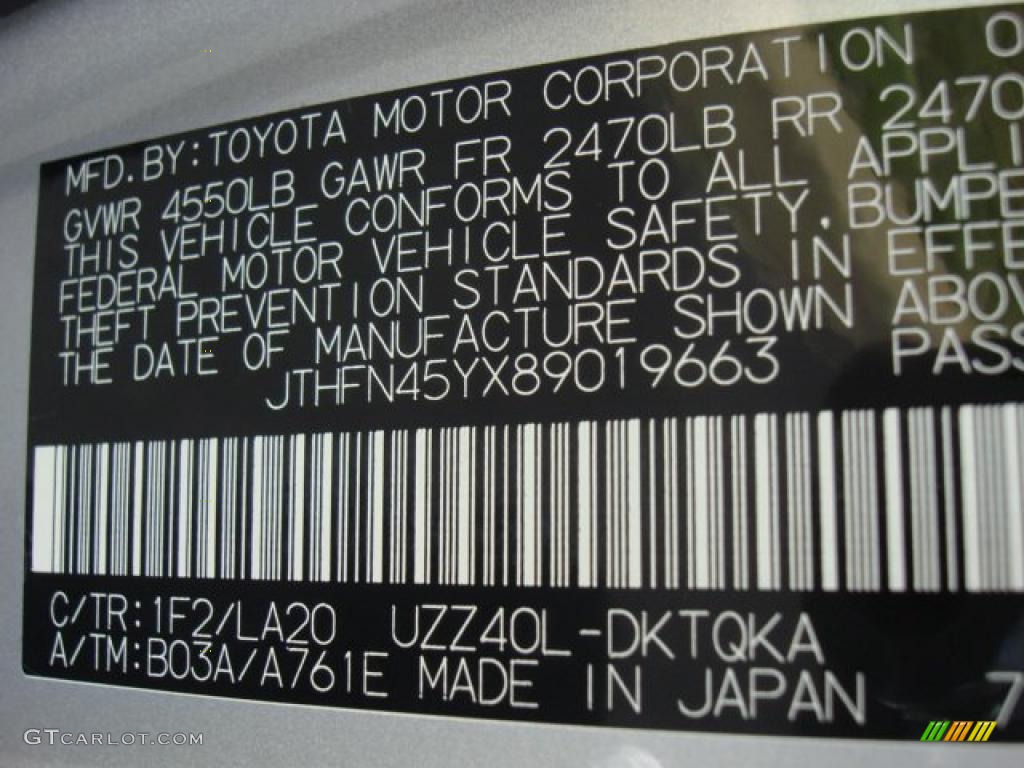 MFD.BY:TOYOTA MOTOR CORPORATION
GVWR 4550LB GAWR FR 2470LB RR 2470
THIS VEHICLE CONFORMS TO ALL APPLI
FEDERAL MOTOR VEHICLE SAFETY,BUMPE
THEFT PREVENTION STANDARDS IN EFFE
THE DATE OF MANUFACTURE SHOWN ABOV
JTHFN45YX89019663 PASS
C/TR:1F2/LA20 UZZ40L-DKTQKA
A/TM:B03A/A761E MADE IN JAPAN 7
GTCARLOT.COM